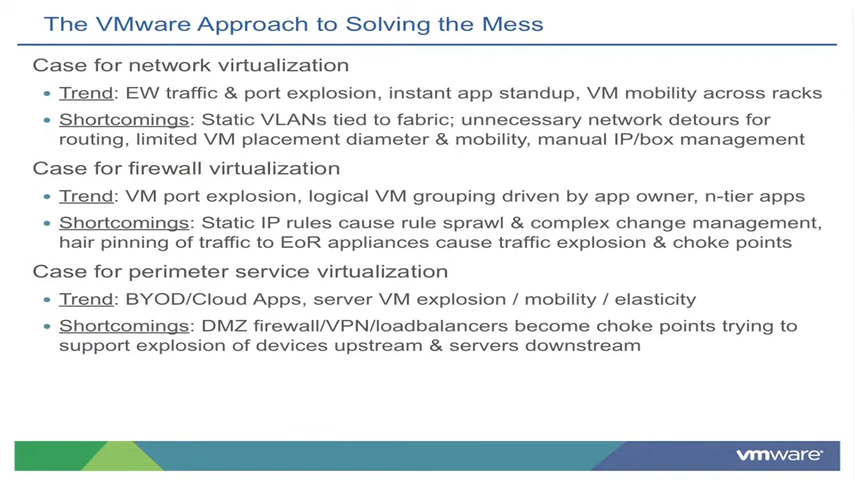 The VMware Approach to Solving the Mess
Case for network virtualization
• Trend: EW traffic & port explosion, instant app standup, VM mobility across racks
• Shortcomings: Static VLANs tied to fabric; unnecessary network detours for
routing, limited VM placement diameter & mobility, manual IP/box management
Case for firewall virtualization
• Trend: VM port explosion, logical VM grouping driven by app owner, n-tier apps
• Shortcomings: Static IP rules cause rule sprawl & complex change management,
hair pinning of traffic to EoR appliances cause traffic explosion & choke points
Case for perimeter service virtualization
• Trend: BYOD/Cloud Apps, server VM explosion / mobility / elasticity
• Shortcomings: DMZ firewall/VPN/loadbalancers become choke points trying to
support explosion of devices upstream & servers downstream
vmware®